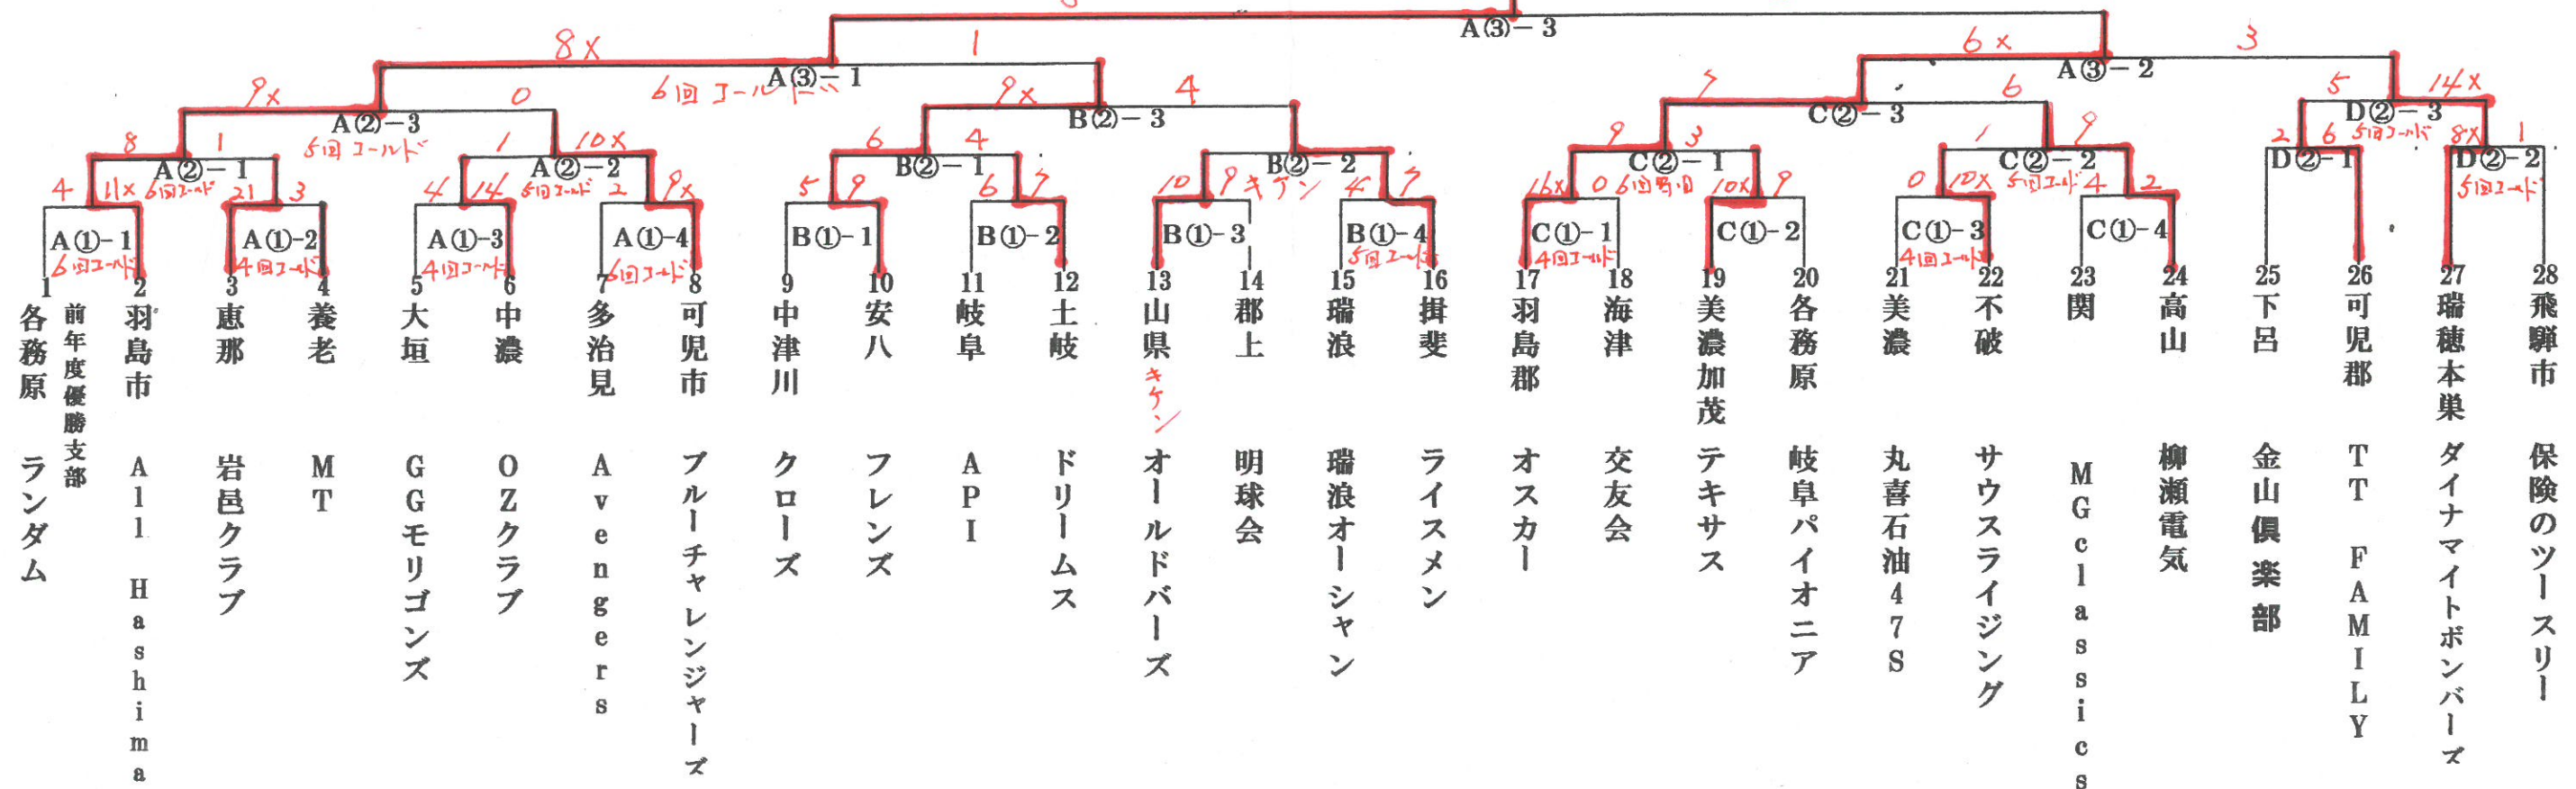 A③-3
8x
1
6x
3
A③-1
6回コールド
A③-2
9x
0
9x
4
7
6
5
14x
A②-3
5回コールド
B②-3
C②-3
D②-3
5回コールド
8
1
1
10x
6
4
9
3
1
9
2
6
8x
1
A②-1
6回コールド
A②-2
5回コールド
B②-1
B②-2
キケン
C②-1
C②-2
5回コールド
D②-1
D②-2
5回コールド
4
11x
21
3
4
14
2
9x
5
9
6
7
10
9
4
7
16x
0
10x
9
0
10x
4
2
A①-1
6回コールド
A①-2
4回コールド
A①-3
4回コールド
A①-4
6回コールド
B①-1
B①-2
B①-3
B①-4
5回コールド
C①-1
4回コールド
C①-2
C①-3
4回コールド
C①-4
1
各務原 ランダム
前年度優勝支部
2
羽島市 All Hashima
3
恵那 岩邑クラブ
4
養老 MT
5
大垣 GGモリゴンズ
6
中濃 OZクラブ
7
多治見 Avengers
8
可児市 ブルーチャレンジャーズ
9
中津川 クローズ
10
安八 フレンズ
11
岐阜 API
12
土岐 ドリームス
13
山県 キケン オールドバーズ
14
郡上 明球会
15
瑞浪 瑞浪オーシャン
16
揖斐 ライスメン
17
羽島郡 オスカー
18
海津 交友会
19
美濃加茂 テキサス
20
各務原 岐阜パイオニア
21
美濃 丸喜石油47S
22
不破 サウスライジング
23
関 MGclassics
24
高山 柳瀬電気
25
下呂 金山倶楽部
26
可児郡 TT FAMILY
27
瑞穂本巣 ダイナマイトボンバーズ
28
飛騨市 保険のツースリー